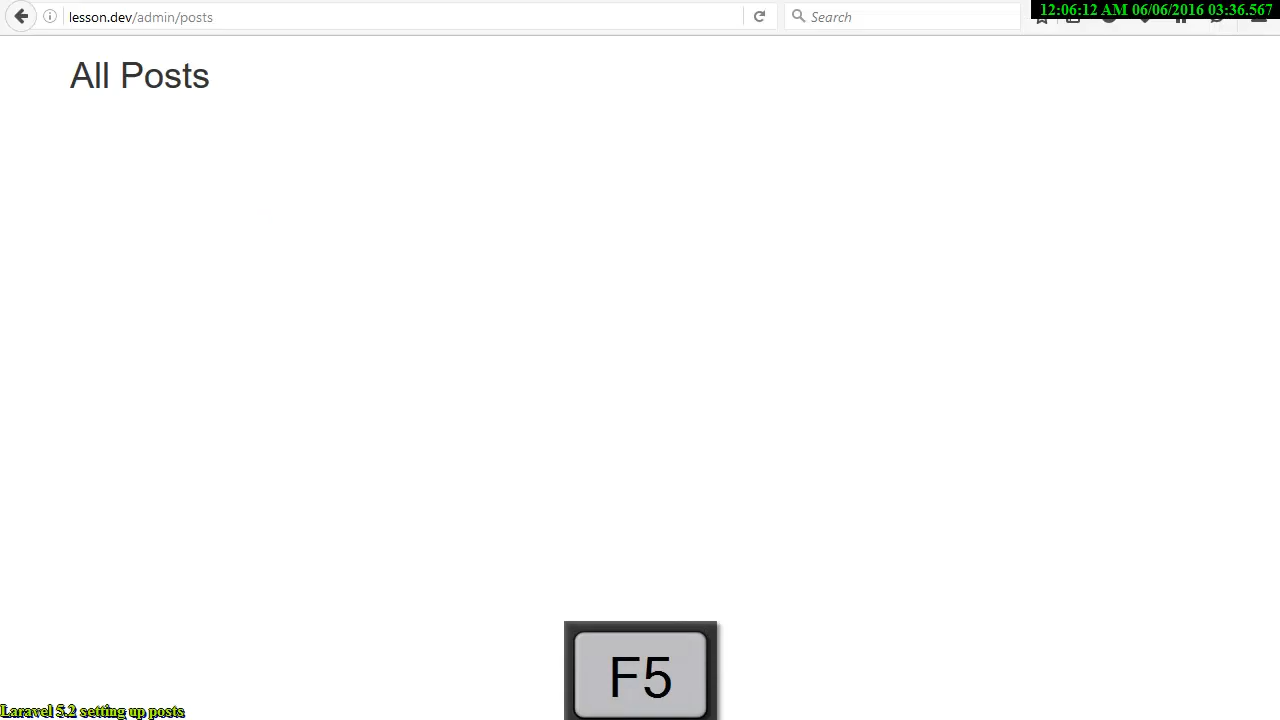 lesson.dev/admin/posts
Search
12:06:12 AM 06/06/2016 03:36.567
All Posts
F5
Laravel 5.2 setting up posts